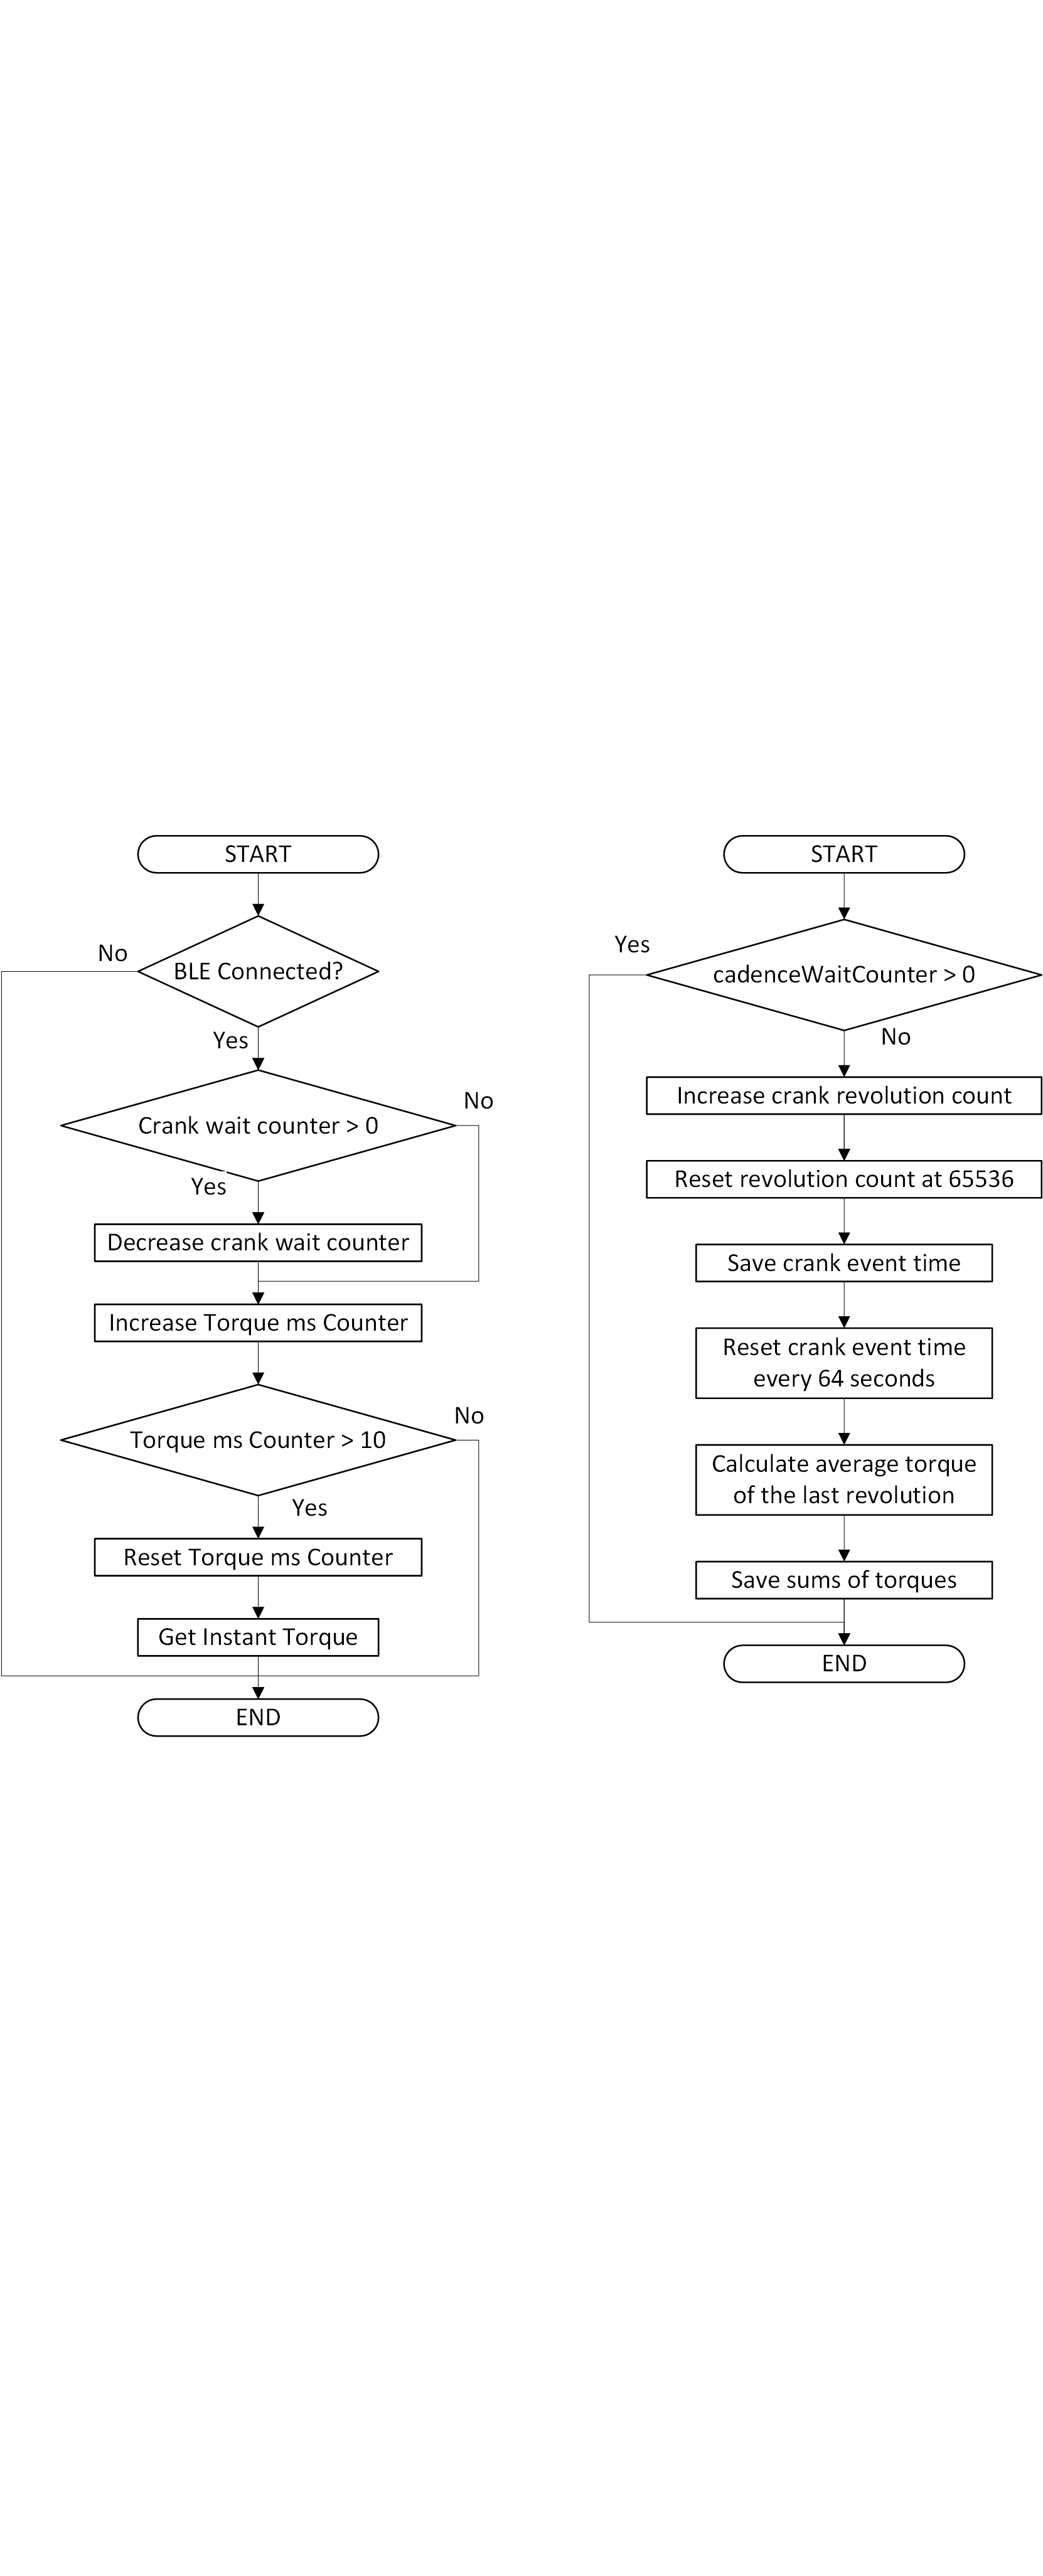 START
BLE Connected?
No
Yes
Crank wait counter > 0
No
Yes
Decrease crank wait counter
Increase Torque ms Counter
Torque ms Counter > 10
No
Yes
Reset Torque ms Counter
Get Instant Torque
END
START
Yes
cadenceWaitCounter > 0
No
Increase crank revolution count
Reset revolution count at 65536
Save crank event time
Reset crank event time
every 64 seconds
Calculate average torque
of the last revolution
Save sums of torques
END